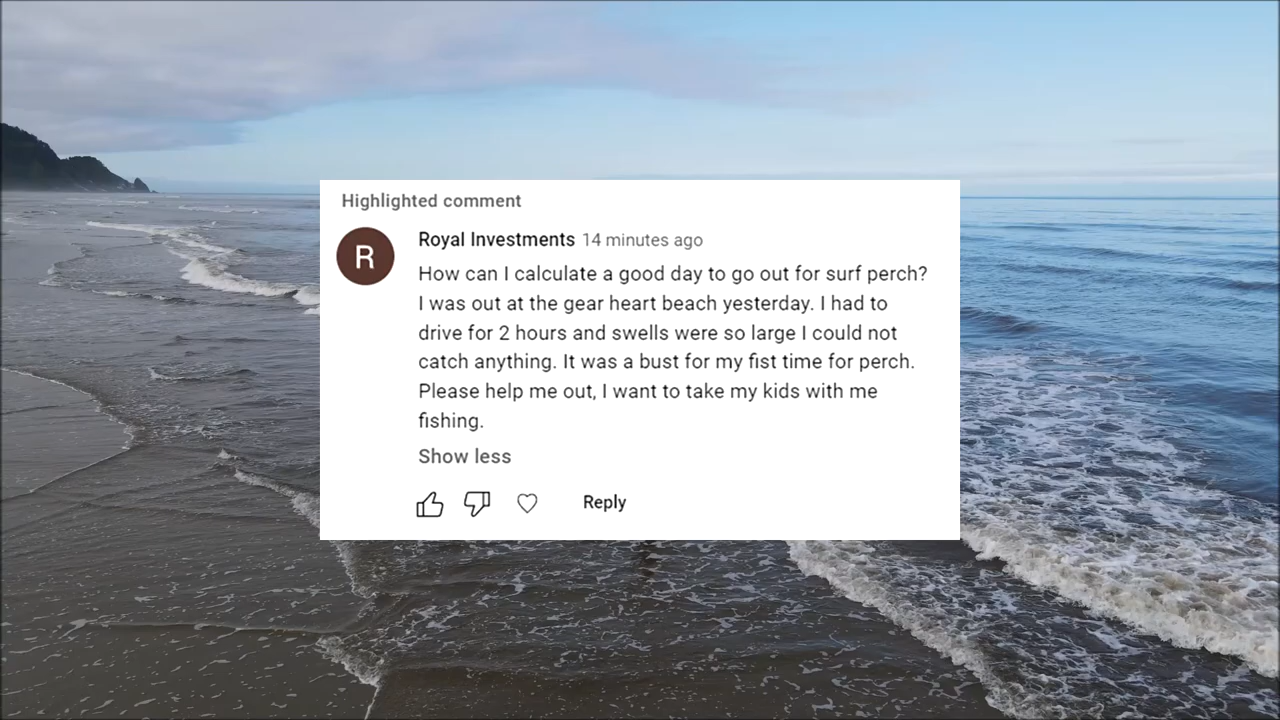 Highlighted comment
R
Royal Investments 14 minutes ago
How can I calculate a good day to go out for surf perch?
I was out at the gear heart beach yesterday. I had to
drive for 2 hours and swells were so large I could not
catch anything. It was a bust for my fist time for perch.
Please help me out, I want to take my kids with me
fishing.
Show less
Reply